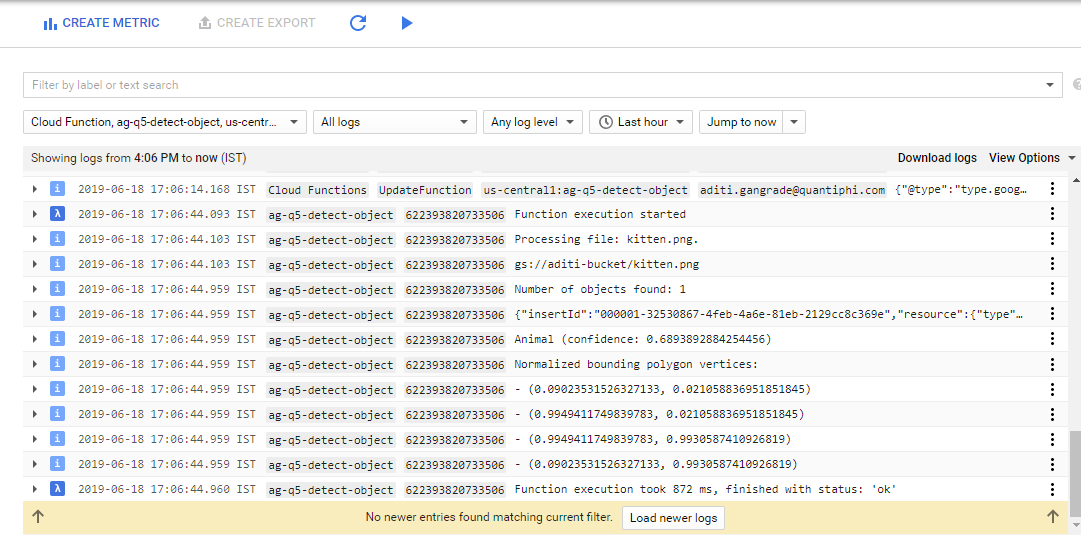 CREATE METRIC CREATE EXPORT
Filter by label or text search
Cloud Function, ag-q5-detect-object, us-centr... All logs Any log level Last hour Jump to now
Showing logs from 4:06 PM to now (IST) Download logs View Options
i 2019-06-18 17:06:14.168 IST Cloud Functions UpdateFunction us-central1:ag-q5-detect-object aditi.gangrade@quantiphi.com {"@type":"type.goog…
λ 2019-06-18 17:06:44.093 IST ag-q5-detect-object 622393820733506 Function execution started
i 2019-06-18 17:06:44.103 IST ag-q5-detect-object 622393820733506 Processing file: kitten.png.
i 2019-06-18 17:06:44.103 IST ag-q5-detect-object 622393820733506 gs://aditi-bucket/kitten.png
i 2019-06-18 17:06:44.959 IST ag-q5-detect-object 622393820733506 Number of objects found: 1
i 2019-06-18 17:06:44.959 IST ag-q5-detect-object 622393820733506 {"insertId":"000001-32530867-4feb-4a6e-81eb-2129cc8c369e","resource":{"type"…
i 2019-06-18 17:06:44.959 IST ag-q5-detect-object 622393820733506 Animal (confidence: 0.6893892884254456)
i 2019-06-18 17:06:44.959 IST ag-q5-detect-object 622393820733506 Normalized bounding polygon vertices:
i 2019-06-18 17:06:44.959 IST ag-q5-detect-object 622393820733506 - (0.09023531526327133, 0.021058836951851845)
i 2019-06-18 17:06:44.959 IST ag-q5-detect-object 622393820733506 - (0.9949411749839783, 0.021058836951851845)
i 2019-06-18 17:06:44.959 IST ag-q5-detect-object 622393820733506 - (0.9949411749839783, 0.9930587410926819)
i 2019-06-18 17:06:44.959 IST ag-q5-detect-object 622393820733506 - (0.09023531526327133, 0.9930587410926819)
λ 2019-06-18 17:06:44.960 IST ag-q5-detect-object 622393820733506 Function execution took 872 ms, finished with status: 'ok'
No newer entries found matching current filter. Load newer logs